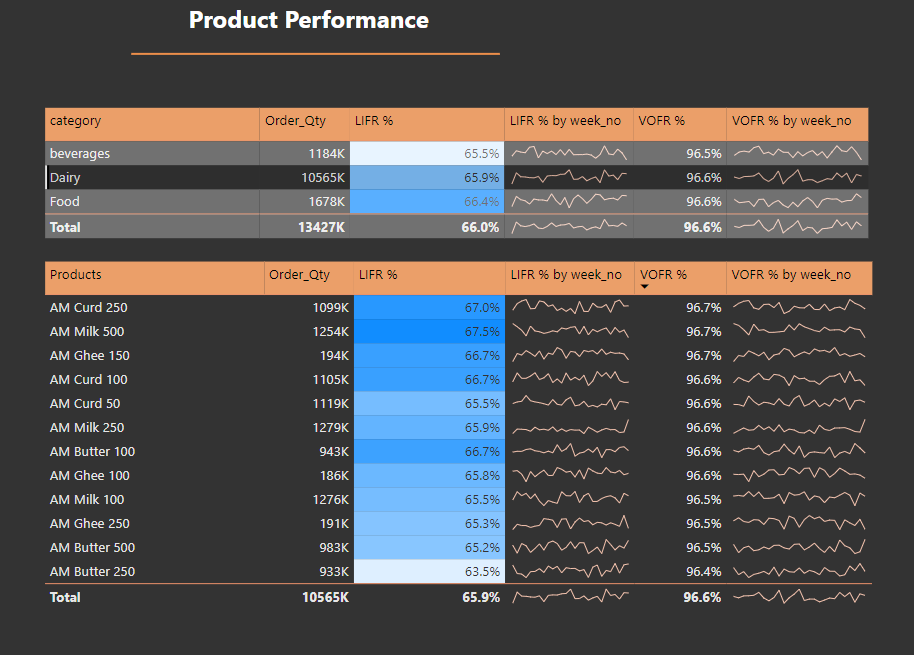 Product Performance
category Order_Qty LIFR % LIFR % by week_no VOFR % VOFR % by week_no
beverages 1184K 65.5% 96.5%
Dairy 10565K 65.9% 96.6%
Food 1678K 66.4% 96.6%
Total 13427K 66.0% 96.6%
Products Order_Qty LIFR % LIFR % by week_no VOFR % VOFR % by week_no
AM Curd 250 1099K 67.0% 96.7%
AM Milk 500 1254K 67.5% 96.7%
AM Ghee 150 194K 66.7% 96.7%
AM Curd 100 1105K 66.7% 96.6%
AM Curd 50 1119K 65.5% 96.6%
AM Milk 250 1279K 65.9% 96.6%
AM Butter 100 943K 66.7% 96.6%
AM Ghee 100 186K 65.8% 96.6%
AM Milk 100 1276K 65.5% 96.5%
AM Ghee 250 191K 65.3% 96.5%
AM Butter 500 983K 65.2% 96.5%
AM Butter 250 933K 63.5% 96.4%
Total 10565K 65.9% 96.6%